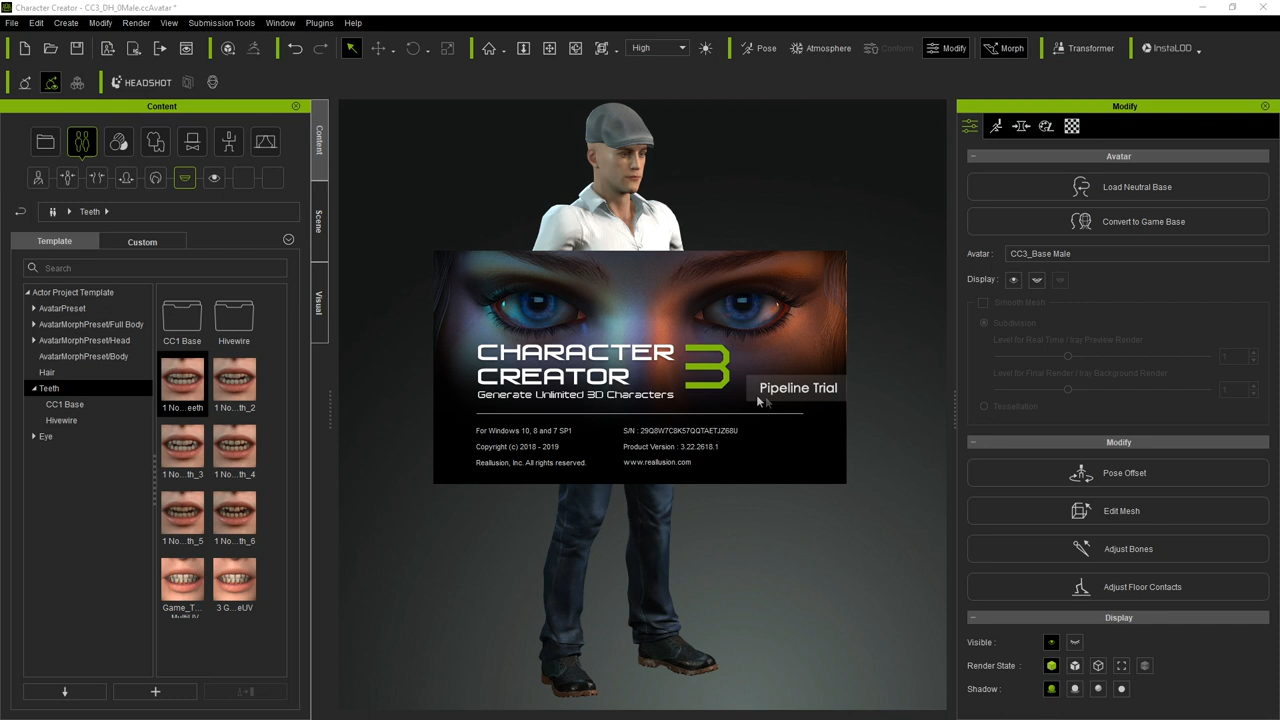 Character Creator - CC3_DH_0Male.ccAvatar *
File Edit Create Modify Render View Submission Tools Window Plugins Help
High Pose Atmosphere Conform Modify Morph Transformer InstaLOD
HEADSHOT
Content
Modify
Content
Scene
Visual
Teeth
Template Custom
Search
Actor Project Template
AvatarPreset
AvatarMorphPreset/Full Body
AvatarMorphPreset/Head
AvatarMorphPreset/Body
Hair
Teeth
CC1 Base
Hivewire
Eye
CC1 Base Hivewire
1 No...eeth 1 No...th_2
1 No...th_3 1 No...th_4
1 No...th_5 1 No...th_6
Game_T... 3 G...eUV
MultiUV
CHARACTER
CREATOR 3
Generate Unlimited 3D Characters
Pipeline Trial
For Windows 10, 8 and 7 SP1
S/N : 29Q8W7C8K57QQTAETJZ68U
Copyright (c) 2018 - 2019
Product Version : 3.22.2618.1
Reallusion, Inc. All rights reserved.
www.reallusion.com
Avatar
Load Neutral Base
Convert to Game Base
Avatar : CC3_Base Male
Display :
Smooth Mesh
Subdivision
Level for Real Time / Iray Preview Render
1
Level for Final Render / Iray Background Render
1
Tessellation
Modify
Pose Offset
Edit Mesh
Adjust Bones
Adjust Floor Contacts
Display
Visible :
Render State :
Shadow :